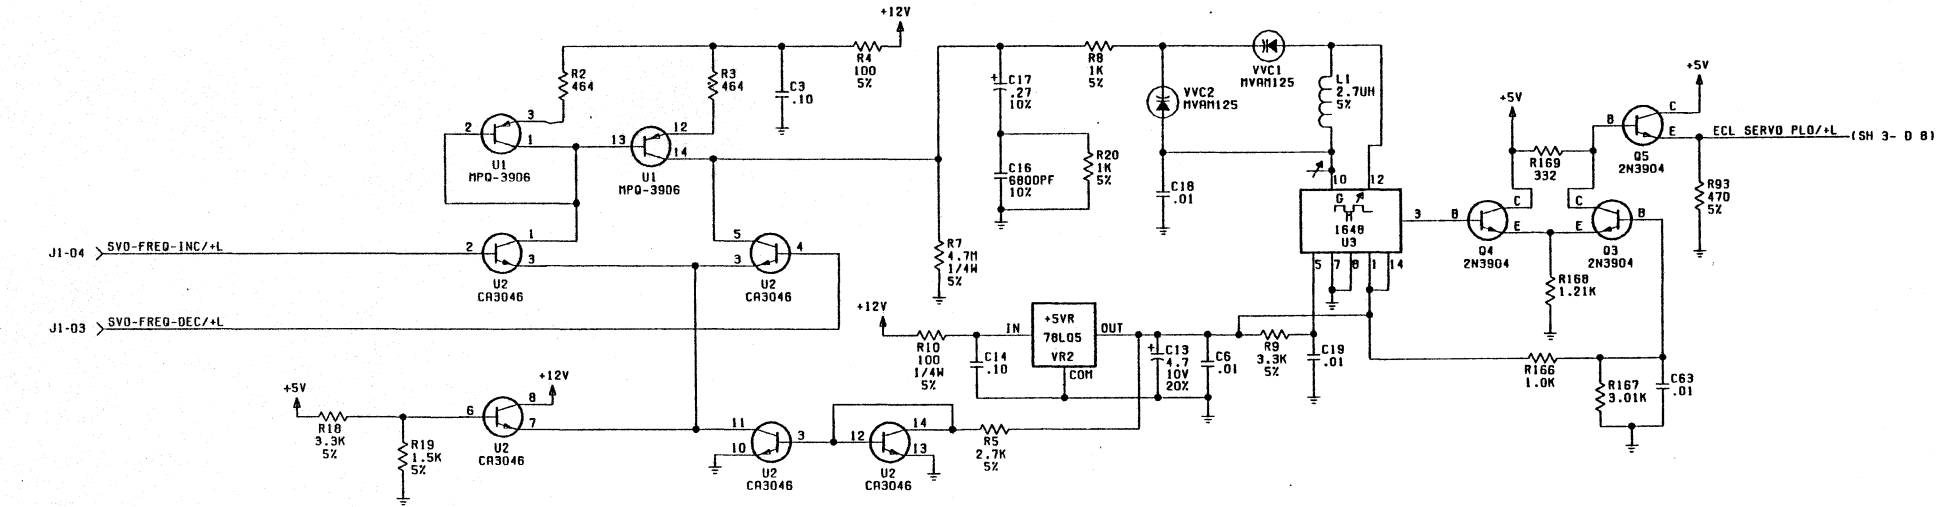 +12V
R4
100
5%
R2
464
R3
464
C3
.10
2
3
1
U1
MPQ-3906
13
12
14
U1
MPQ-3906
C17
.27
10%
+
R8
1K
5%
VVC1
MVAM125
VVC2
MVAM125
L1
2.7UH
5%
C16
6800PF
10%
R20
1K
5%
C18
.01
10
12
G
1648
U3
3
5
7
8
1
14
+5V
R169
332
+5V
B
C
E
Q5
2N3904
ECL SERVO PLO/+L
(SH 3- D 8)
R93
470
5%
B
C
E
Q4
2N3904
C
E
B
Q3
2N3904
R168
1.21K
J1-04
SVO-FREQ-INC/+L
2
1
3
U2
CA3046
5
3
4
U2
CA3046
R7
4.7M
1/4W
5%
J1-03
SVO-FREQ-DEC/+L
+12V
R10
100
1/4W
5%
C14
.10
IN
+5VR
78L05
VR2
OUT
COM
+
C13
4.7
10V
20%
C6
.01
R9
3.3K
5%
C19
.01
R166
1.0K
R167
3.01K
C63
.01
+5V
R18
3.3K
5%
R19
1.5K
5%
+12V
6
8
7
U2
CA3046
11
10
3
U2
CA3046
12
14
13
U2
CA3046
R5
2.7K
5%